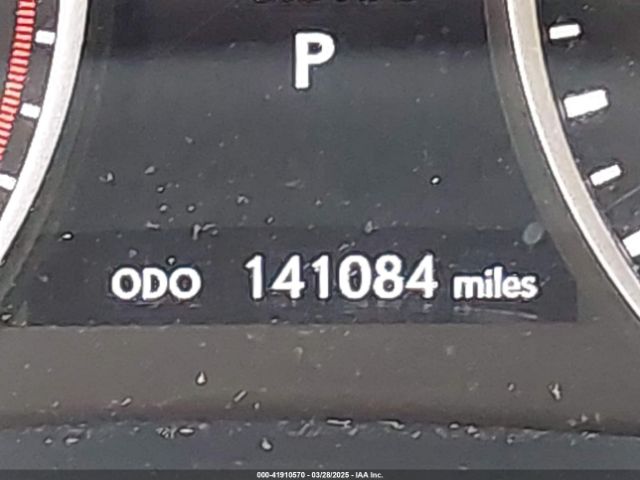 P
ODO 141084 miles
000-41910570 - 03/28/2025 - IAA Inc.